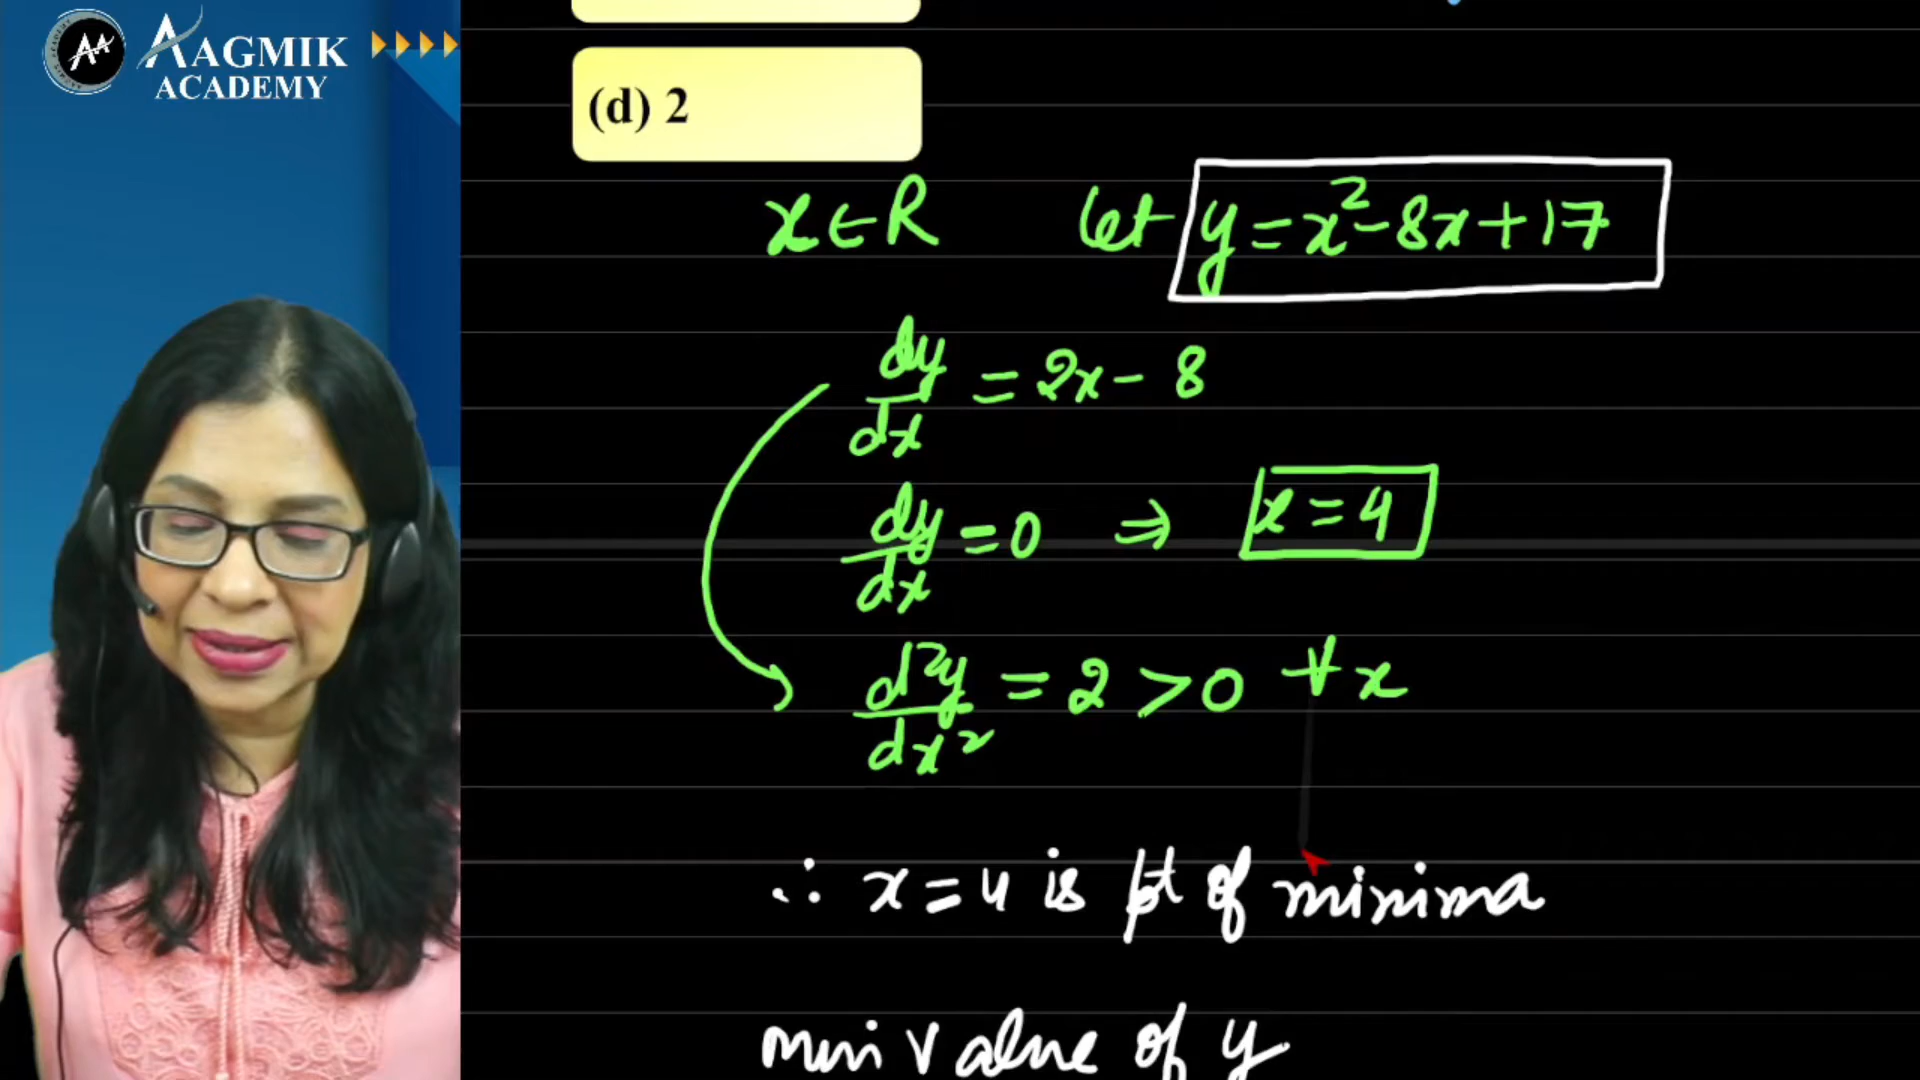 AAGMIK
ACADEMY
(d) 2
x ∈ R let y = x² - 8x + 17
dy/dx = 2x - 8
dy/dx = 0 ⇒ x = 4
d²y/dx² = 2 > 0 ∀ x
∴ x = 4 is pt of minima
min value of y